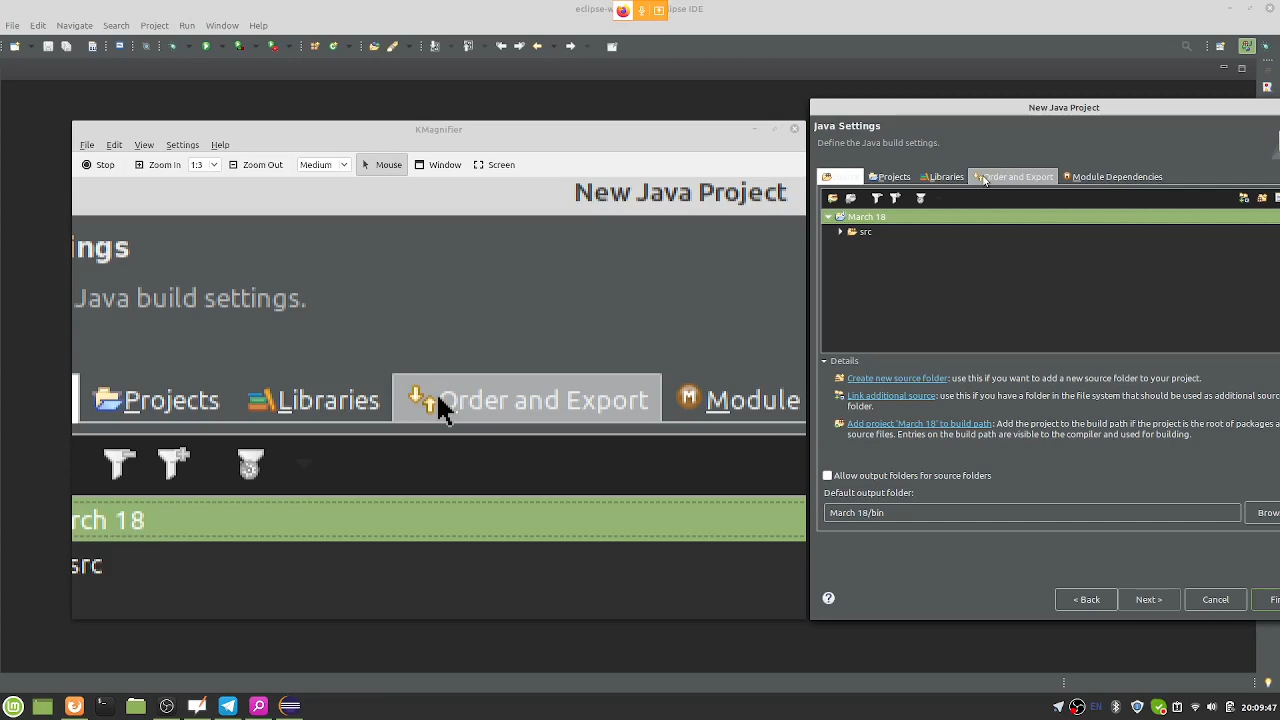 eclipse-w
pse IDE
File Edit Navigate Search Project Run Window Help
KMagnifier
File Edit View Settings Help
Stop Zoom In 1:3 Zoom Out Medium Mouse Window Screen
New Java Project
ings
Java build settings.
Projects Libraries Order and Export Module
M
rch 18
src
New Java Project
Java Settings
Define the Java build settings.
Projects Libraries Order and Export Module Dependencies
March 18
src
Details
Create new source folder: use this if you want to add a new source folder to your project.
Link additional source: use this if you have a folder in the file system that should be used as additional sourc
folder.
Add project 'March 18' to build path: Add the project to the build path if the project is the root of packages a
source files. Entries on the build path are visible to the compiler and used for building.
Allow output folders for source folders
Default output folder:
March 18/bin
Brow
< Back Next > Cancel Fin
EN 20:09:47